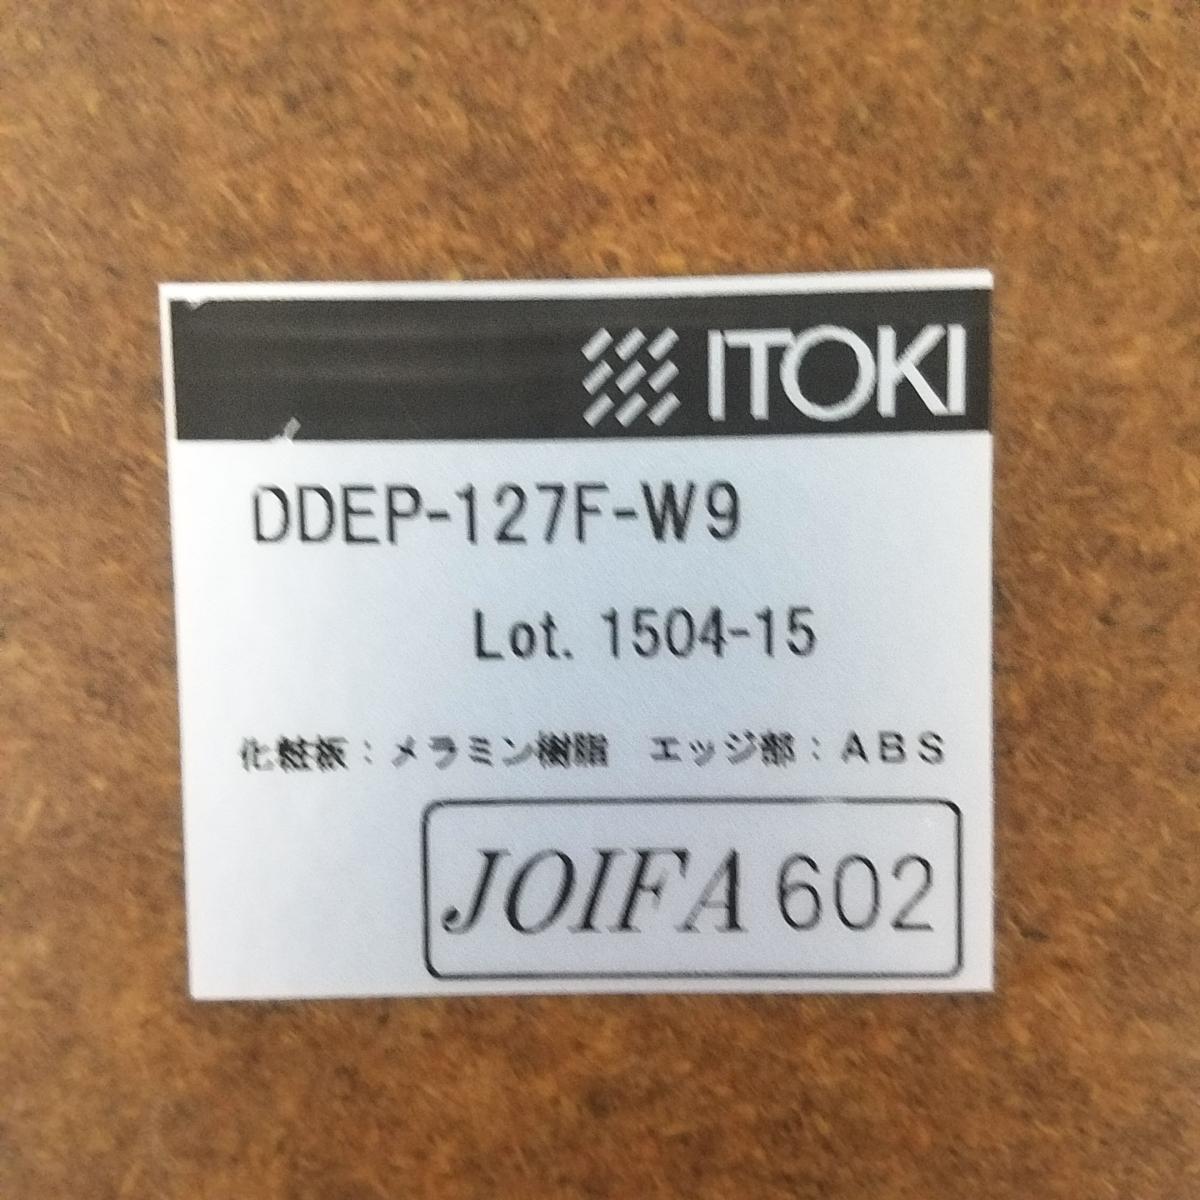 ITOKI
DDEP-127F-W9
Lot. 1504-15
化粧板：メラミン樹脂　エッジ部：ＡＢＳ
JOIFA 602